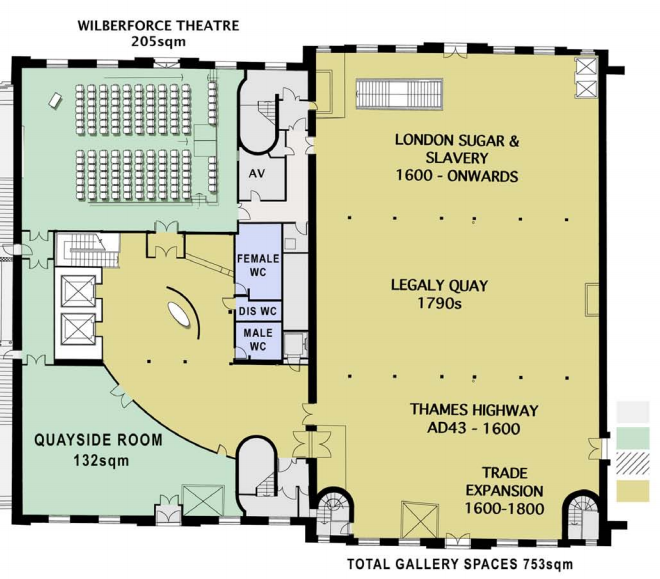 WILBERFORCE THEATRE
205sqm
LONDON SUGAR &
SLAVERY
1600 - ONWARDS
AV
FEMALE
WC
LEGALY QUAY
1790s
DIS WC
MALE
WC
THAMES HIGHWAY
AD43 - 1600
QUAYSIDE ROOM
132sqm
AV
TRADE
EXPANSION
1600-1800
TOTAL GALLERY SPACES 753sqm